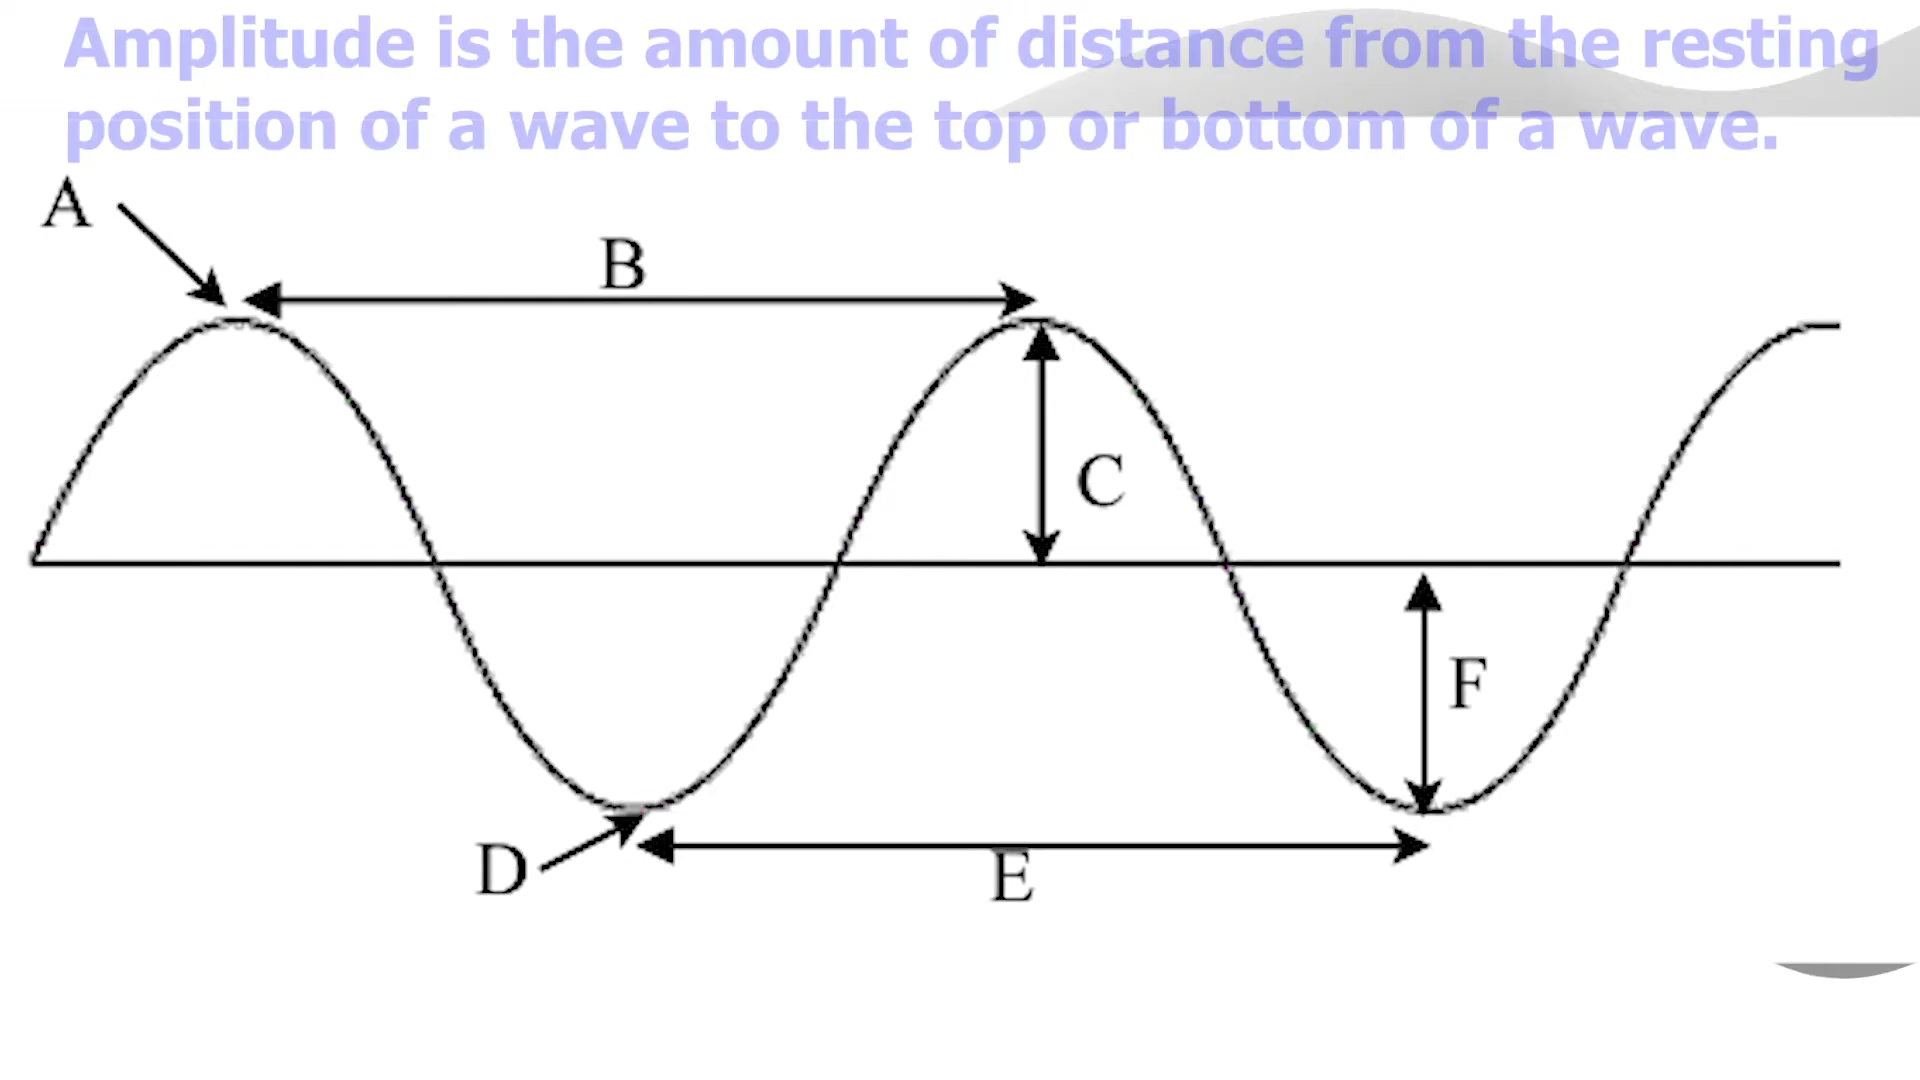 Amplitude is the amount of distance from the resting
position of a wave to the top or bottom of a wave.
A
B
C
F
D
E